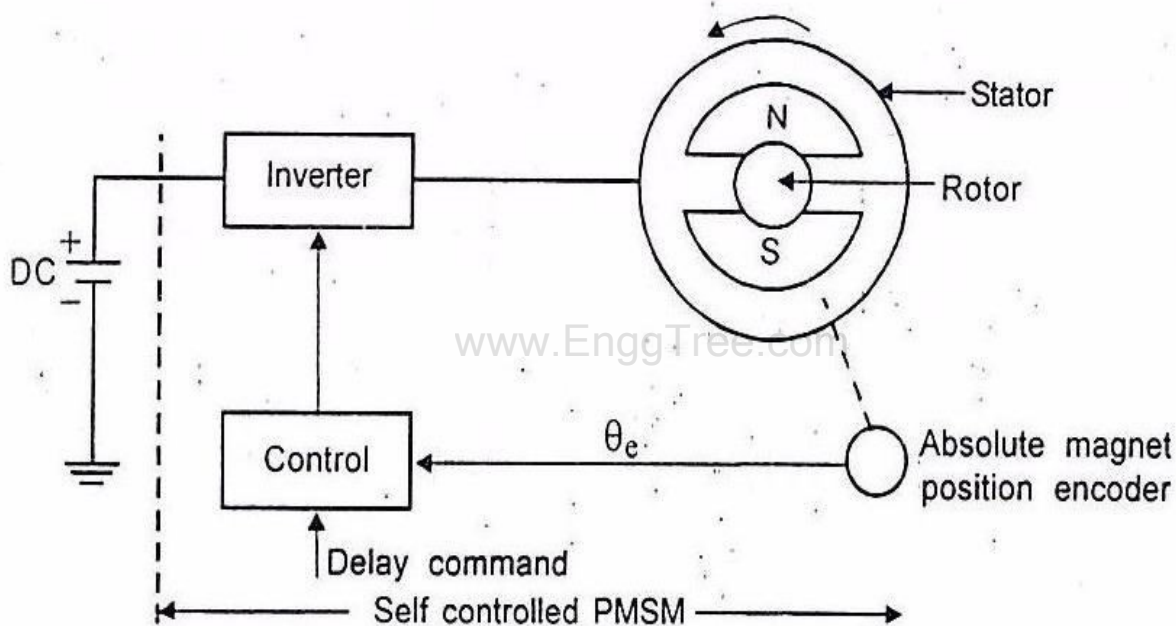 Stator
N
Inverter
Rotor
+
DC
-
S
www.EnggTree.com
θe
Control
Absolute magnet
position encoder
Delay command
Self controlled PMSM